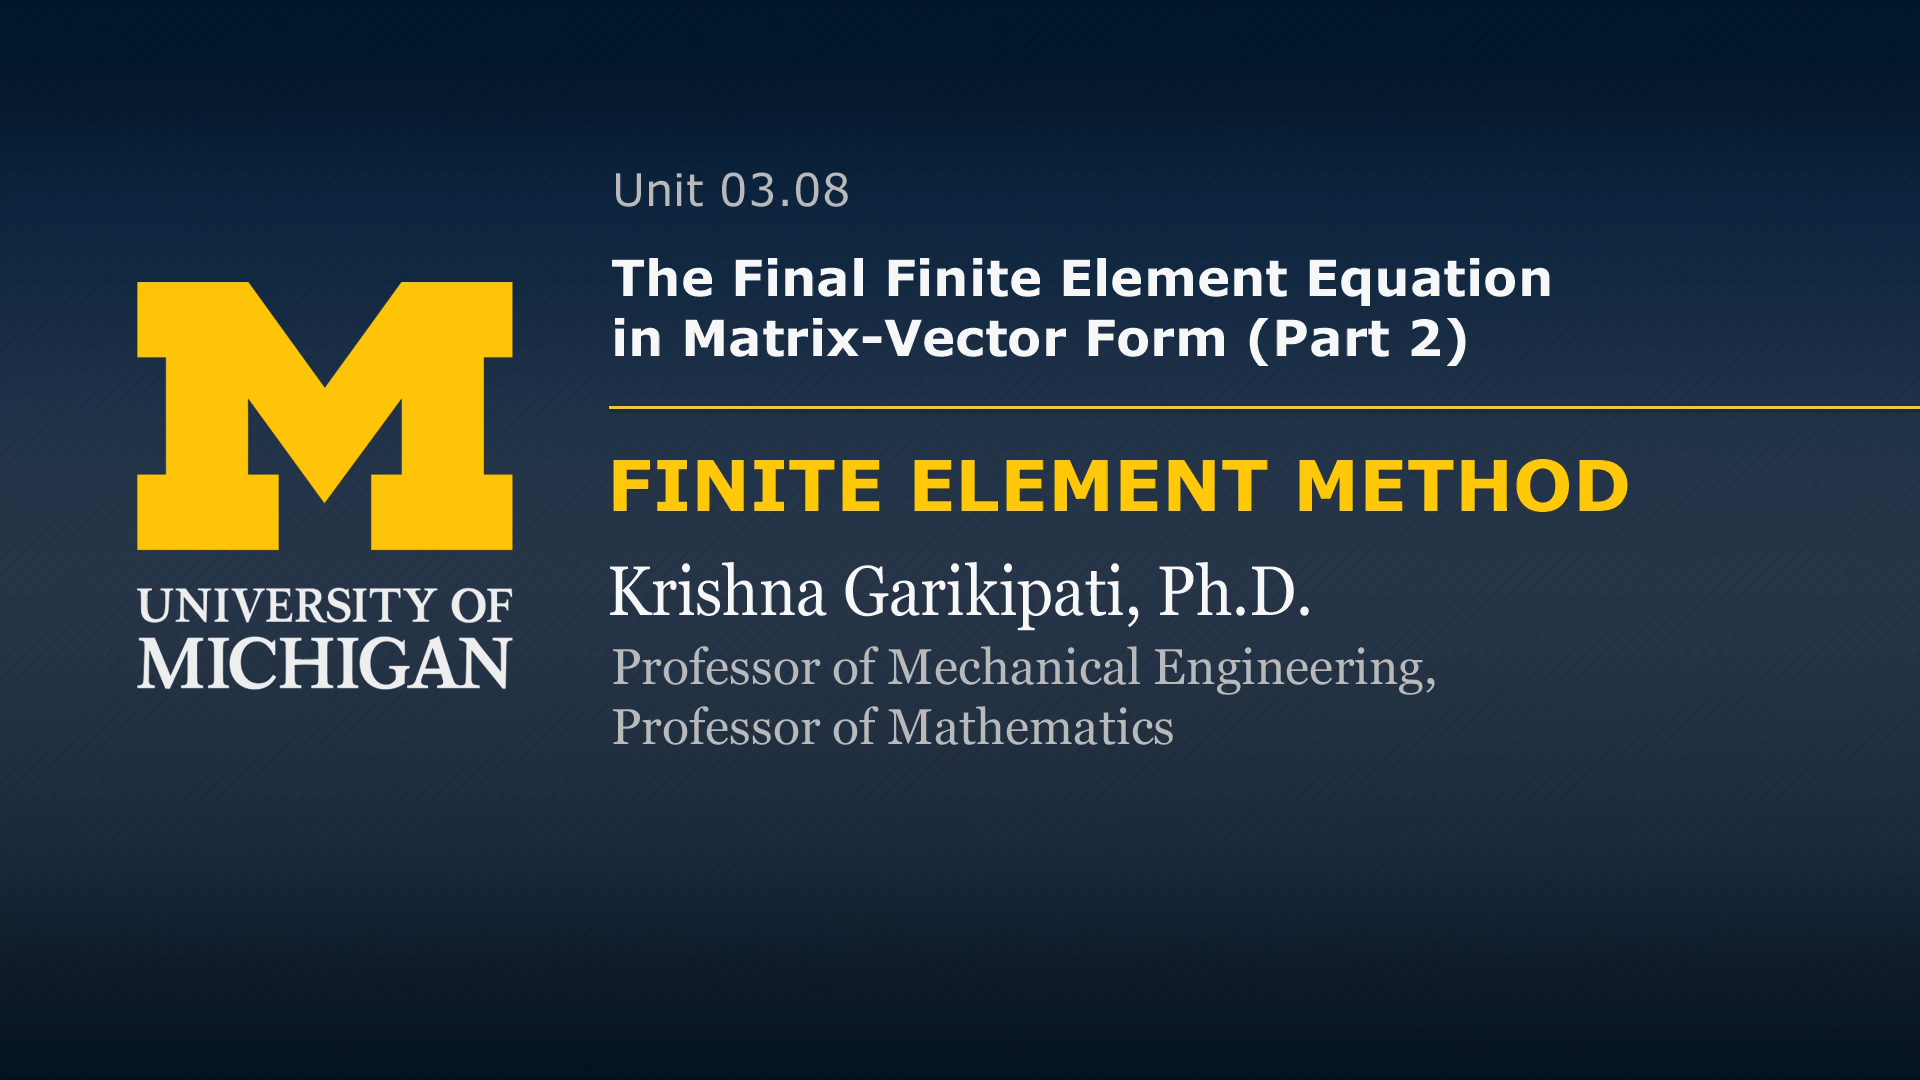 Unit 03.08
The Final Finite Element Equation
in Matrix-Vector Form (Part 2)
FINITE ELEMENT METHOD
Krishna Garikipati, Ph.D.
Professor of Mechanical Engineering,
Professor of Mathematics
M
UNIVERSITY OF
MICHIGAN